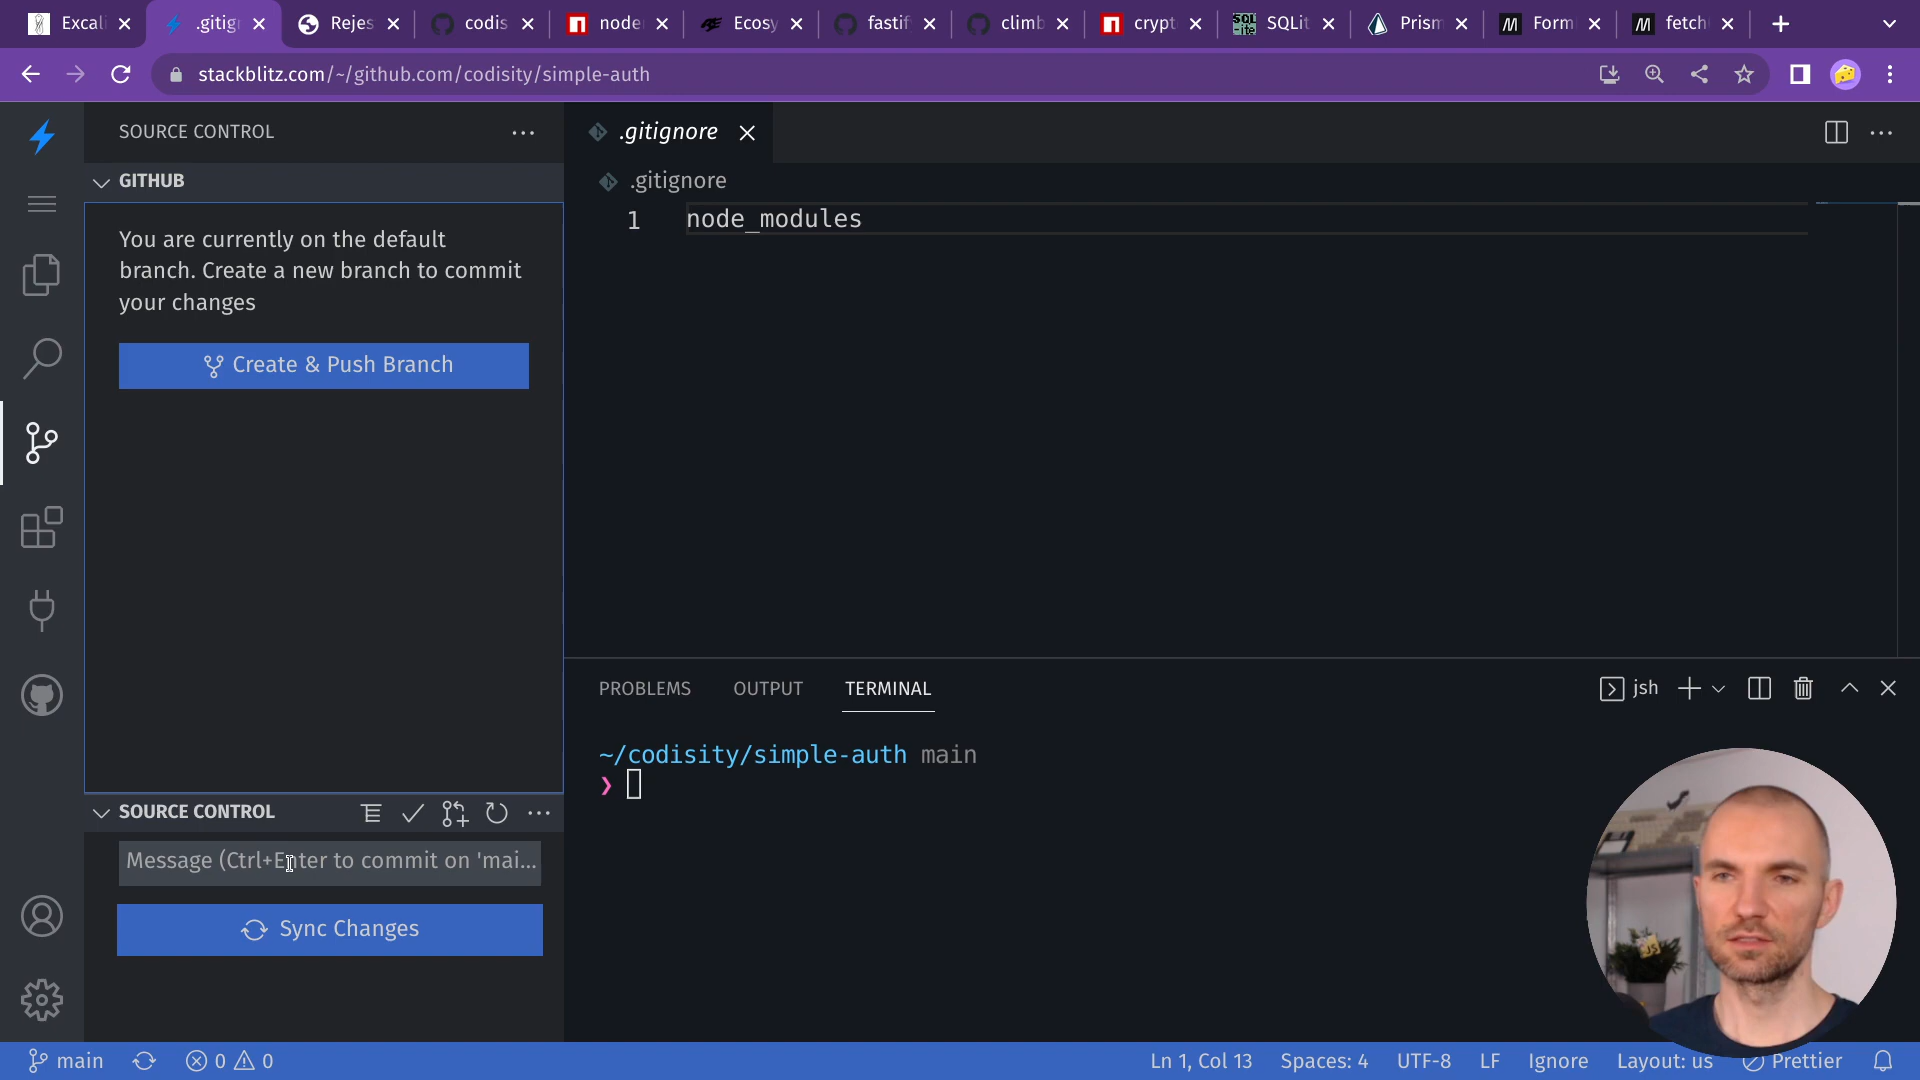 Excali
.gitig
Rejes
codis
node
Ecosy
fastif
climb
crypt
SQLit
Prism
Form
fetch
stackblitz.com/~/github.com/codisity/simple-auth
SOURCE CONTROL
GITHUB
You are currently on the default
branch. Create a new branch to commit
your changes
Create & Push Branch
SOURCE CONTROL
Message (Ctrl+Enter to commit on 'mai...
Sync Changes
.gitignore
.gitignore
1 node_modules
PROBLEMS OUTPUT TERMINAL
jsh
~/codisity/simple-auth main
❯
main
0 0
Ln 1, Col 13
Spaces: 4
UTF-8
LF
Ignore
Layout: us
Prettier